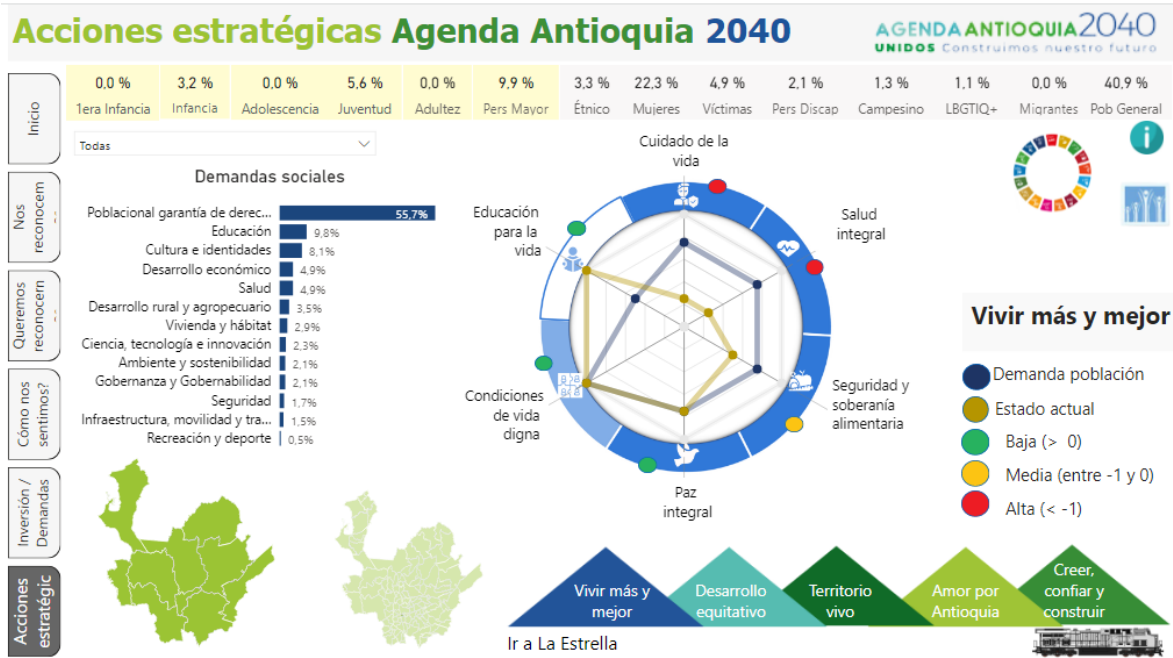 Acciones estratégicas Agenda Antioquia 2040
AGENDA ANTIOQUIA 2040
UNIDOS Construimos nuestro futuro
Inicio
Nos
reconocem
Queremos
reconocern
Cómo nos
sentimos?
Inversión /
Demandas
Acciones
estratégic
0,0 % 3,2 % 0,0 % 5,6 % 0,0 % 9,9 % 3,3 % 22,3 % 4,9 % 2,1 % 1,3 % 1,1 % 0,0 % 40,9 %
1era Infancia Infancia Adolescencia Juventud Adultez Pers Mayor Étnico Mujeres Víctimas Pers Discap Campesino LBGTIQ+ Migrantes Pob General
Todas
Demandas sociales
Poblacional garantía de derec... 55,7%
Educación 9,8%
Cultura e identidades 8,1%
Desarrollo económico 4,9%
Salud 4,9%
Desarrollo rural y agropecuario 3,5%
Vivienda y hábitat 2,9%
Ciencia, tecnología e innovación 2,3%
Ambiente y sostenibilidad 2,1%
Gobernanza y Gobernabilidad 2,1%
Seguridad 1,7%
Infraestructura, movilidad y tra... 1,5%
Recreación y deporte 0,5%
Cuidado de la
vida
Salud
integral
Seguridad y
soberanía
alimentaria
Paz
integral
Condiciones
de vida
digna
Educación
para la
vida
i
Vivir más y mejor
Demanda población
Estado actual
Baja (> 0)
Media (entre -1 y 0)
Alta (< -1)
Vivir más y
mejor
Desarrollo
equitativo
Territorio
vivo
Amor por
Antioquia
Creer,
confiar y
construir
Ir a La Estrella